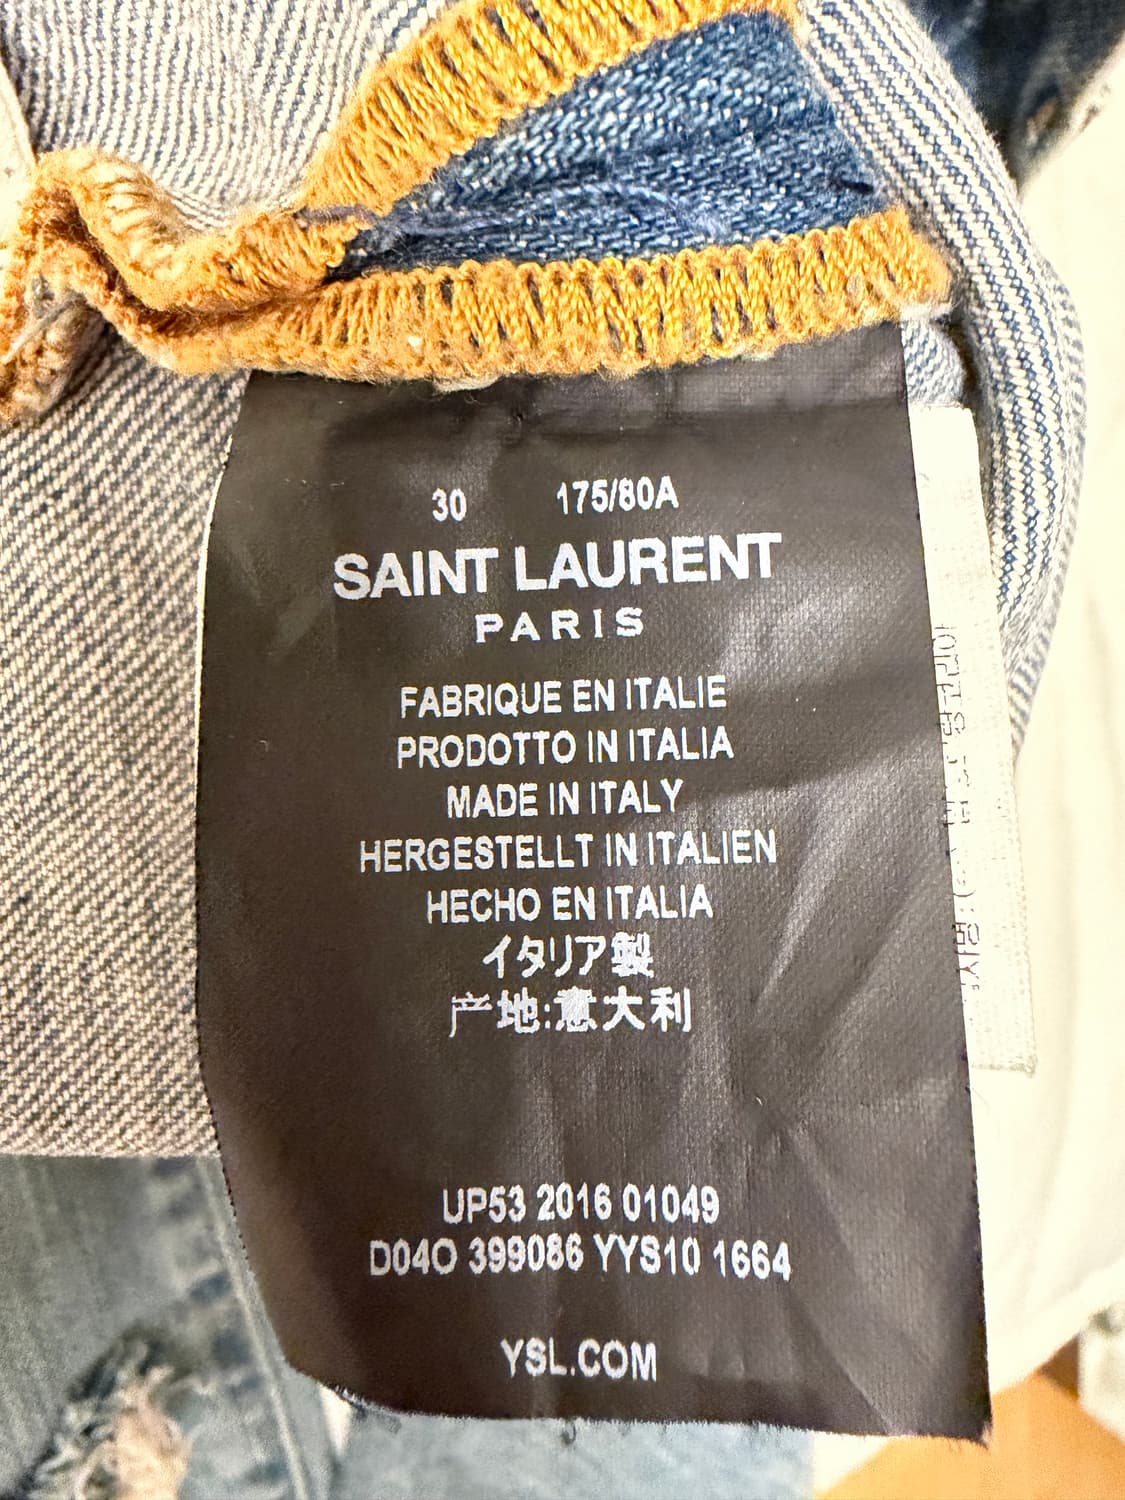 30 175/80A
SAINT LAURENT
PARIS
FABRIQUE EN ITALIE
PRODOTTO IN ITALIA
MADE IN ITALY
HERGESTELLT IN ITALIEN
HECHO EN ITALIA
イタリア製
产地:意大利
UP53 2016 01049
D04O 399086 YYS10 1664
YSL.COM